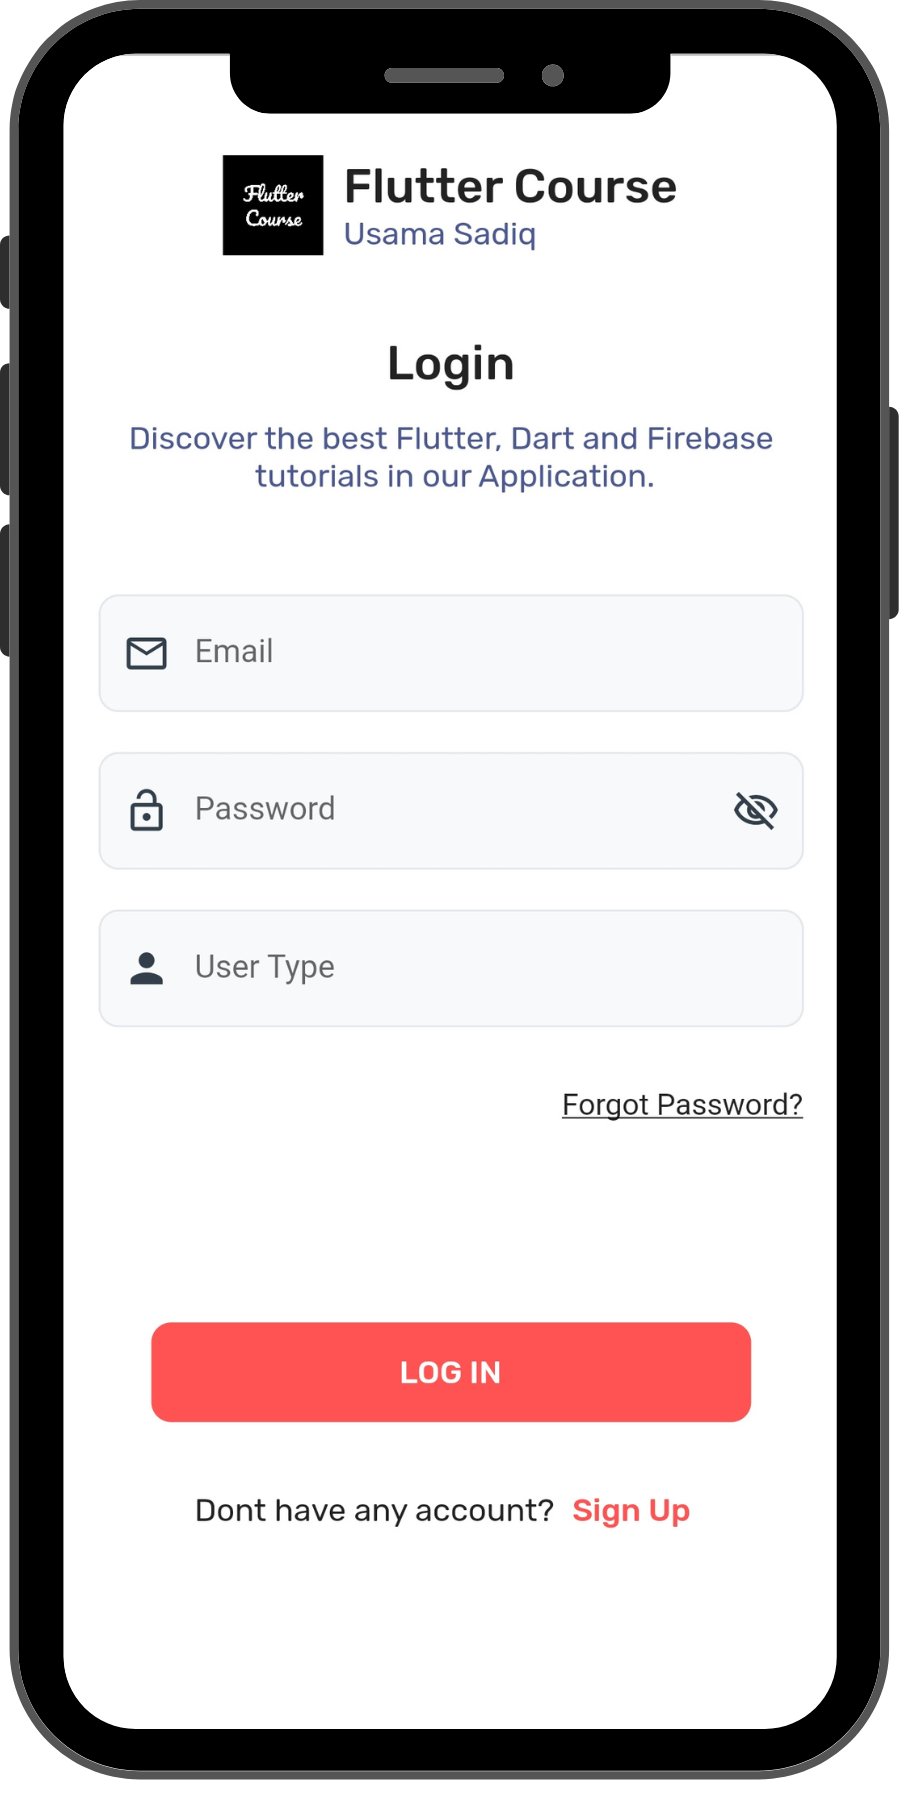 Flutter
Course
Flutter Course
Usama Sadiq
Login
Discover the best Flutter, Dart and Firebase
tutorials in our Application.
Email
Password
User Type
Forgot Password?
LOG IN
Dont have any account? Sign Up